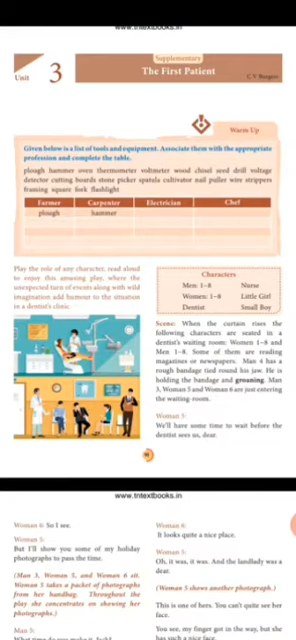 www.tntextbooks.in
Unit 3
Supplementary
The First Patient
C V Burgess
Warm Up
Given below is a list of tools and equipment. Associate them with the appropriate
profession and complete the table.
plough hammer oven thermometer voltmeter wood chisel seed drill voltage
detector cutting boards stone picker spatula cultivator nail puller wire strippers
framing square fork flashlight
Farmer Carpenter Electrician Chef
plough hammer
Play the role of any character, read aloud
to enjoy this amazing play, where the
unexpected turn of events along with wild
imagination add humour to the situation
in a dentist's clinic.
Characters
Men: 1–8 Nurse
Women: 1–8 Little Girl
Dentist Small Boy
Scene: When the curtain rises the
following characters are seated in a
dentist's waiting room: Women 1–8 and
Men 1–8. Some of them are reading
magazines or newspapers. Man 4 has a
rough bandage tied round his jaw. He is
holding the bandage and groaning. Man
3, Woman 5 and Woman 6 are just entering
the waiting-room.
Woman 5:
We'll have some time to wait before the
dentist sees us, dear.
www.tntextbooks.in
Woman 6: So I see.
Woman 5:
But I'll show you some of my holiday
photographs to pass the time.
(Man 3, Woman 5, and Woman 6 sit.
Woman 5 takes a packet of photographs
from her handbag. Throughout the
play she concentrates on showing her
photographs.)
Man 5:
Woman 6:
It looks quite a nice place.
Woman 5:
Oh, it was, it was. And the landlady was a
dear.
(Woman 5 shows another photograph.)
This is one of hers. You can't quite see her
face.
You see, my finger got in the way, but she
has such a nice face.